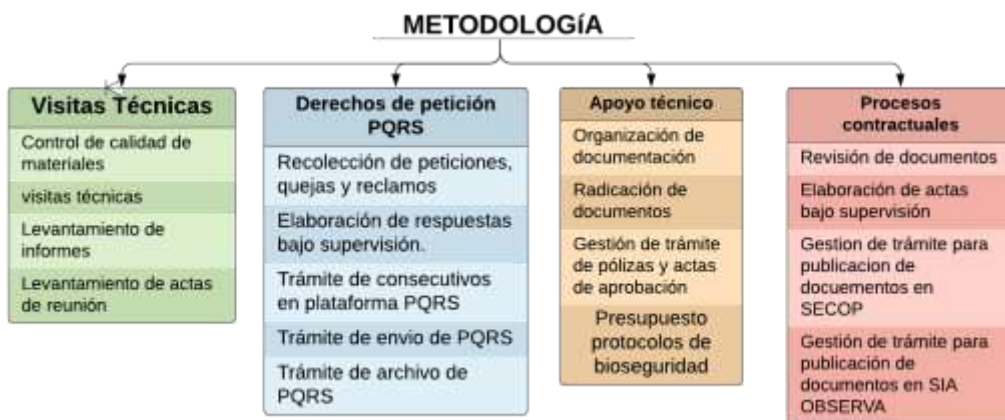 METODOLOGíA
Visitas Técnicas
Control de calidad de
materiales
visitas técnicas
Levantamiento de
informes
Levantamiento de actas
de reunión
Derechos de petición
PQRS
Recolección de peticiones,
quejas y reclamos
Elaboración de respuestas
bajo supervisión.
Trámite de consecutivos
en plataforma PQRS
Trámite de envio de PQRS
Trámite de archivo de
PQRS
Apoyo técnico
Organización de
documentación
Radicación de
documentos
Gestión de trámite
de pólizas y actas
de aprobación
Presupuesto
protocolos de
bioseguridad
Procesos
contractuales
Revisión de documentos
Elaboración de actas
bajo supervisión
Gestion de trámite para
publicacion de
docuementos en
SECOP
Gestión de trámite para
publicación de
documentos en SIA
OBSERVA